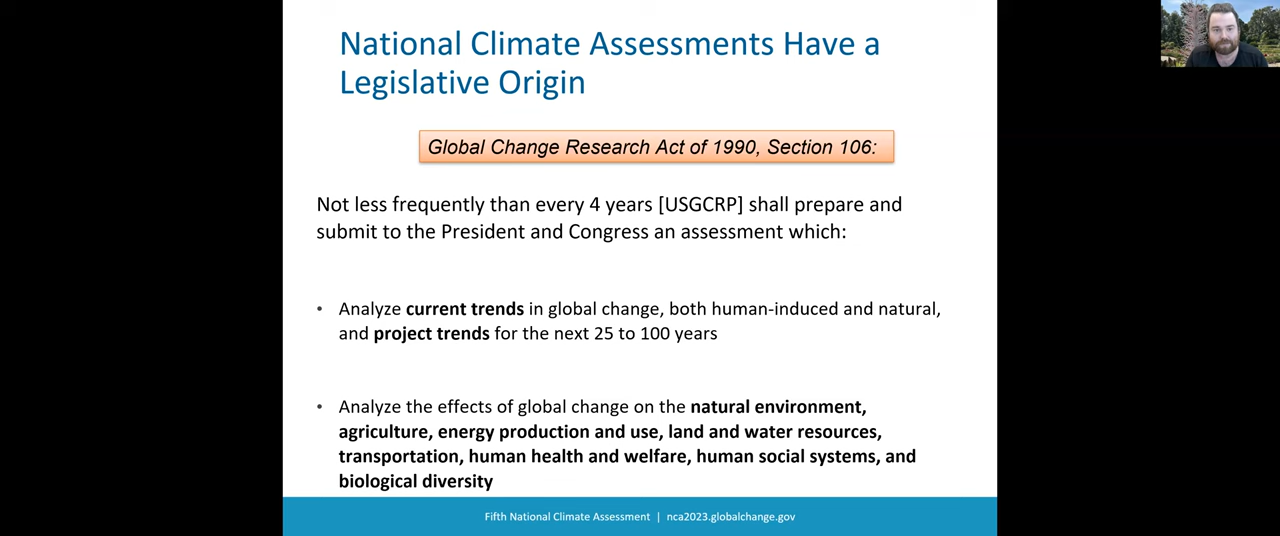 National Climate Assessments Have a
Legislative Origin
Global Change Research Act of 1990, Section 106:
Not less frequently than every 4 years [USGCRP] shall prepare and
submit to the President and Congress an assessment which:
• Analyze current trends in global change, both human-induced and natural,
and project trends for the next 25 to 100 years
• Analyze the effects of global change on the natural environment,
agriculture, energy production and use, land and water resources,
transportation, human health and welfare, human social systems, and
biological diversity
Fifth National Climate Assessment | nca2023.globalchange.gov